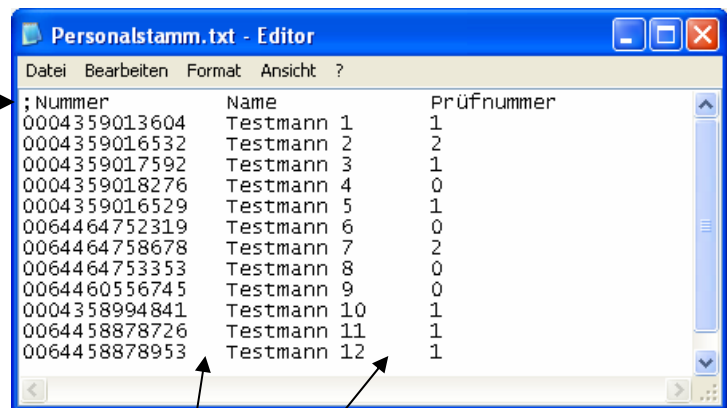 Personalstamm.txt - Editor
Datei Bearbeiten Format Ansicht ?
;Nummer Name Prüfnummer
0004359013604 Testmann 1 1
0004359016532 Testmann 2 2
0004359017592 Testmann 3 1
0004359018276 Testmann 4 0
0004359016529 Testmann 5 1
0064464752319 Testmann 6 0
0064464758678 Testmann 7 2
0064464753353 Testmann 8 0
0064460556745 Testmann 9 0
0004358994841 Testmann 10 1
0064458878726 Testmann 11 1
0064458878953 Testmann 12 1